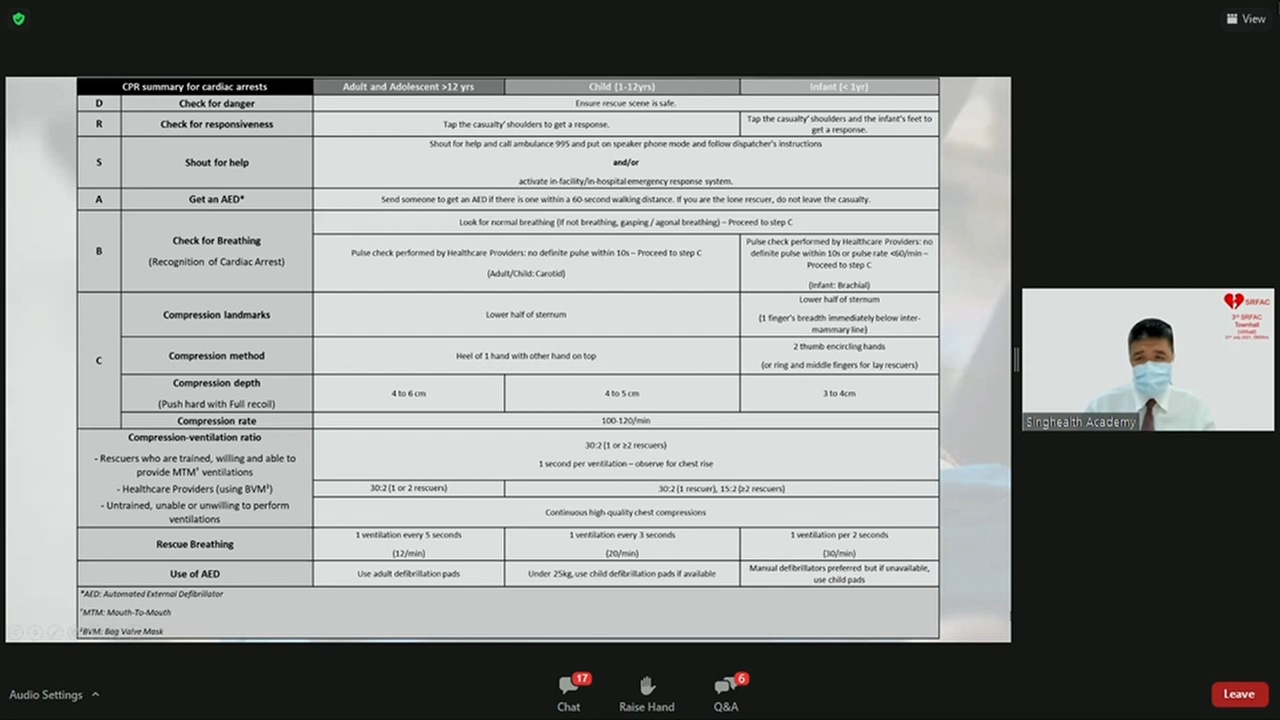 View
CPR summary for cardiac arrests
Adult and Adolescent >12 yrs
Child (1-12yrs)
Infant (< 1yr)
D
Check for danger
Ensure rescue scene is safe.
R
Check for responsiveness
Tap the casualty' shoulders to get a response.
Tap the casualty' shoulders and the infant's feet to
get a response.
S
Shout for help
Shout for help and call ambulance 995 and put on speaker phone mode and follow dispatcher's instructions
and/or
activate in-facility/in-hospital emergency response system.
A
Get an AED*
Send someone to get an AED if there is one within a 60-second walking distance. If you are the lone rescuer, do not leave the casualty.
B
Check for Breathing
(Recognition of Cardiac Arrest)
Look for normal breathing (If not breathing, gasping / agonal breathing) – Proceed to step C
Pulse check performed by Healthcare Providers: no definite pulse within 10s – Proceed to step C
(Adult/Child: Carotid)
Pulse check performed by Healthcare Providers: no
definite pulse within 10s or pulse rate <60/min –
Proceed to step C
(Infant: Brachial)
C
Compression landmarks
Lower half of sternum
Lower half of sternum
(1 finger's breadth immediately below inter-
mammary line)
Compression method
Heel of 1 hand with other hand on top
2 thumb encircling hands
(or ring and middle fingers for lay rescuers)
Compression depth
(Push hard with Full recoil)
4 to 6 cm
4 to 5 cm
3 to 4cm
Compression rate
100-120/min
Compression-ventilation ratio
- Rescuers who are trained, willing and able to
provide MTM† ventilations
- Healthcare Providers (using BVM‡)
- Untrained, unable or unwilling to perform
ventilations
30:2 (1 or ≥2 rescuers)
1 second per ventilation – observe for chest rise
30:2 (1 or 2 rescuers)
30:2 (1 rescuer), 15:2 (≥2 rescuers)
Continuous high-quality chest compressions
Rescue Breathing
1 ventilation every 5 seconds
(12/min)
1 ventilation every 3 seconds
(20/min)
1 ventilation per 2 seconds
(30/min)
Use of AED
Use adult defibrillation pads
Under 25kg, use child defibrillation pads if available
Manual defibrillators preferred but if unavailable,
use child pads
*AED: Automated External Defibrillator
†MTM: Mouth-To-Mouth
‡BVM: Bag Valve Mask
SRFAC
3rd SRFAC
Townhall
(Virtual)
Singhealth Academy
Audio Settings
17
Chat
Raise Hand
6
Q&A
Leave